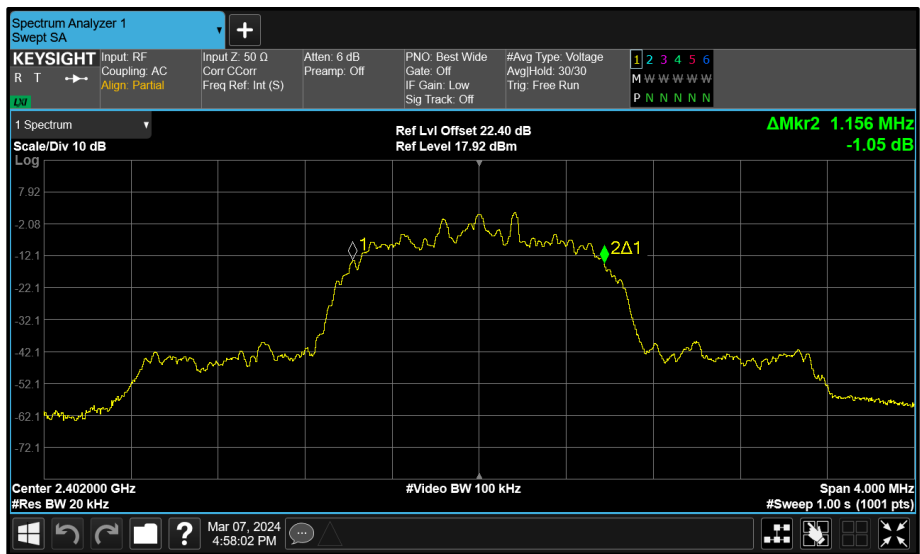 Spectrum Analyzer 1
Swept SA
KEYSIGHT
R T
LXI
Input: RF
Coupling: AC
Align: Partial
Input Z: 50 Ω
Corr CCorr
Freq Ref: Int (S)
Atten: 6 dB
Preamp: Off
PNO: Best Wide
Gate: Off
IF Gain: Low
Sig Track: Off
#Avg Type: Voltage
Avg|Hold: 30/30
Trig: Free Run
1 2 3 4 5 6
M W W W W W
P N N N N N
1 Spectrum
Scale/Div 10 dB
Ref Lvl Offset 22.40 dB
Ref Level 17.92 dBm
ΔMkr2 1.156 MHz
-1.05 dB
Log
7.92
-2.08
-12.1
-22.1
-32.1
-42.1
-52.1
-62.1
-72.1
1
2Δ1
Center 2.402000 GHz
#Video BW 100 kHz
Span 4.000 MHz
#Res BW 20 kHz
#Sweep 1.00 s (1001 pts)
?
Mar 07, 2024
4:58:02 PM